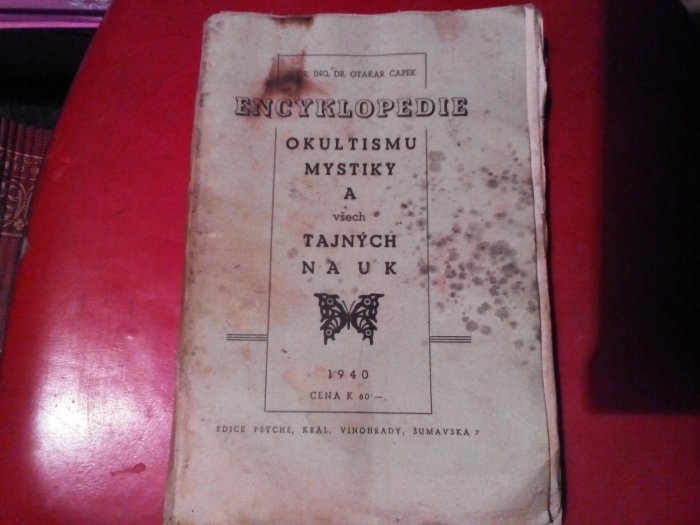 ING. DR. OTAKAR ČAPEK
ENCYKLOPEDIE
OKULTISMU
MYSTIKY
A
všech
TAJNÝCH
NAUK
1940
CENA K 60·—.
EDICE PSYCHE, KRÁL. VINOHRADY, ŠUMAVSKÁ 7